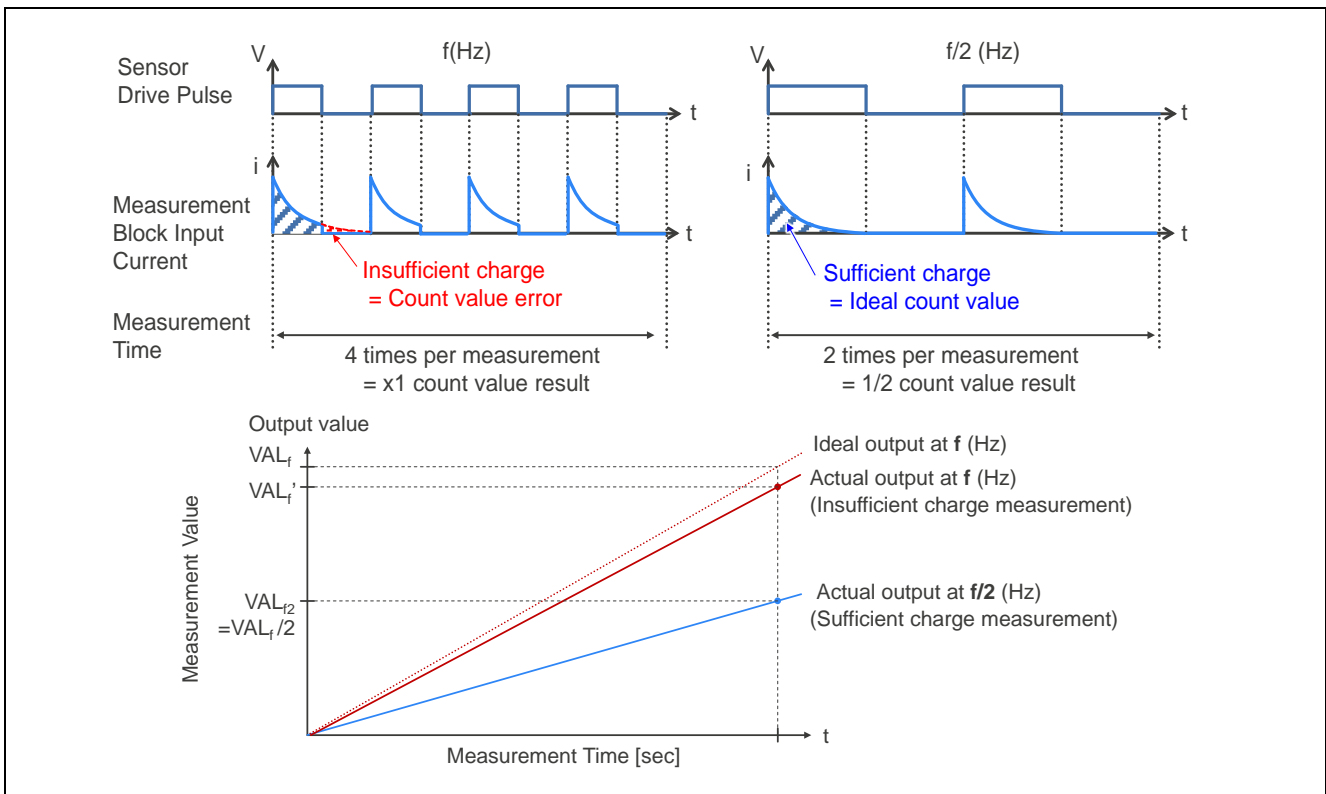 V
f(Hz)
Sensor
Drive Pulse
t
i
Measurement
Block Input
Current
t
Insufficient charge
= Count value error
Measurement
Time
4 times per measurement
= x1 count value result
V
f/2 (Hz)
t
i
t
Sufficient charge
= Ideal count value
2 times per measurement
= 1/2 count value result
Output value
Measurement Value
VALf
VALf'
VALf2
=VALf /2
Ideal output at f (Hz)
Actual output at f (Hz)
(Insufficient charge measurement)
Actual output at f/2 (Hz)
(Sufficient charge measurement)
t
Measurement Time [sec]